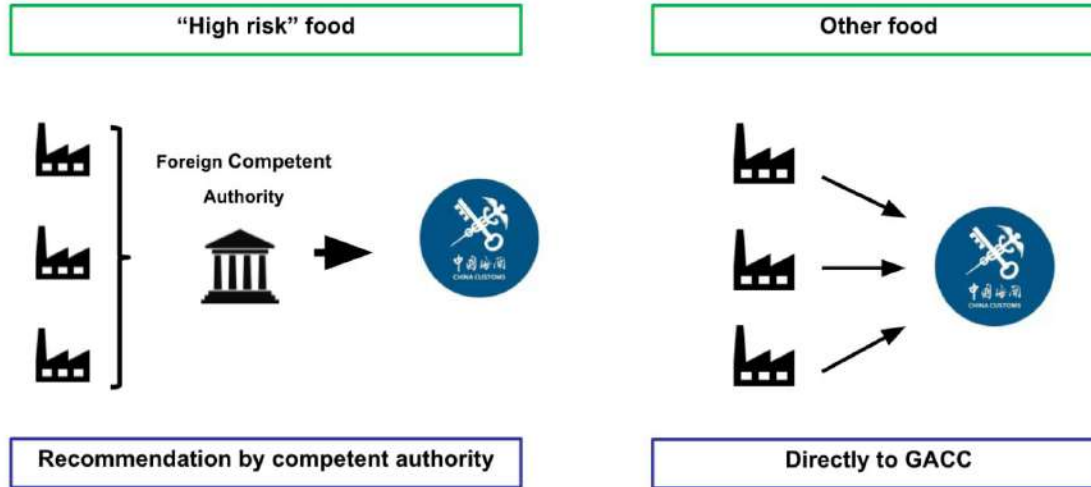 “High risk” food
Foreign Competent
Authority
中国海关
CHINA CUSTOMS
Recommendation by competent authority
Other food
中国海关
CHINA CUSTOMS
Directly to GACC